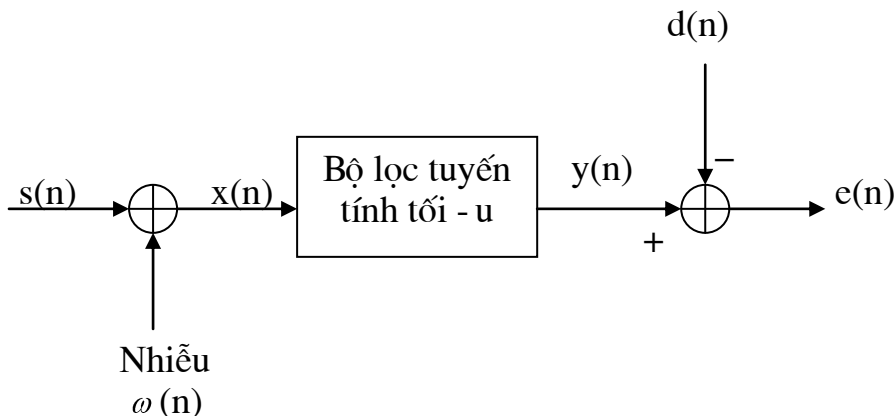 d(n)
−
s(n)
x(n)
Bộ lọc tuyến
tính tối - u
y(n)
+
e(n)
Nhiễu
ω (n)